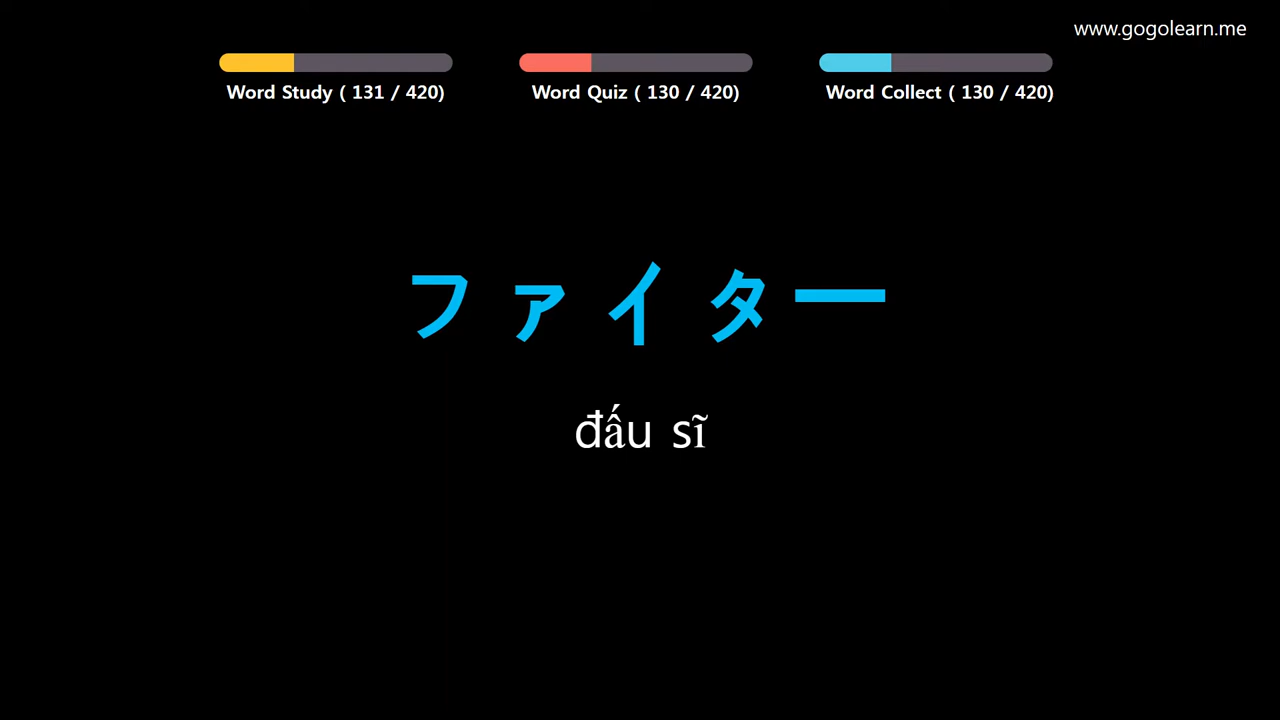 www.gogolearn.me
Word Study ( 131 / 420)
Word Quiz ( 130 / 420)
Word Collect ( 130 / 420)
ファイター
đấu sĩ